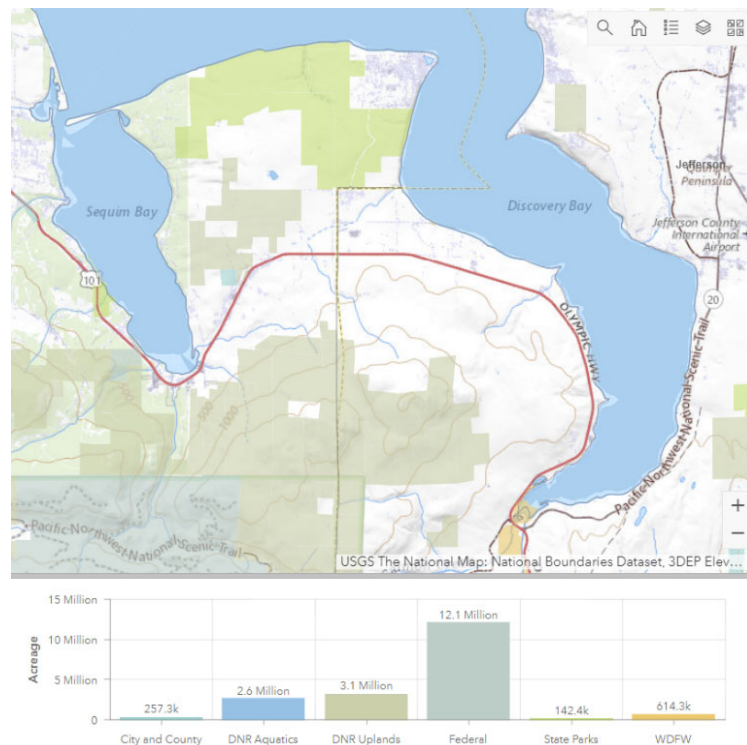 Sequim Bay
Discovery Bay
Jefferson
Quimper
Peninsula
Jefferson County
International
Airport
101
20
OLYMPIC HWY
500
1000
Pacific Northwest National Scenic Trail
Pacific Northwest National Scenic Trail
USGS The National Map: National Boundaries Dataset, 3DEP Elev...
15 Million
10 Million
5 Million
0
Acreage
257.3k
2.6 Million
3.1 Million
12.1 Million
142.4k
614.3k
City and County
DNR Aquatics
DNR Uplands
Federal
State Parks
WDFW